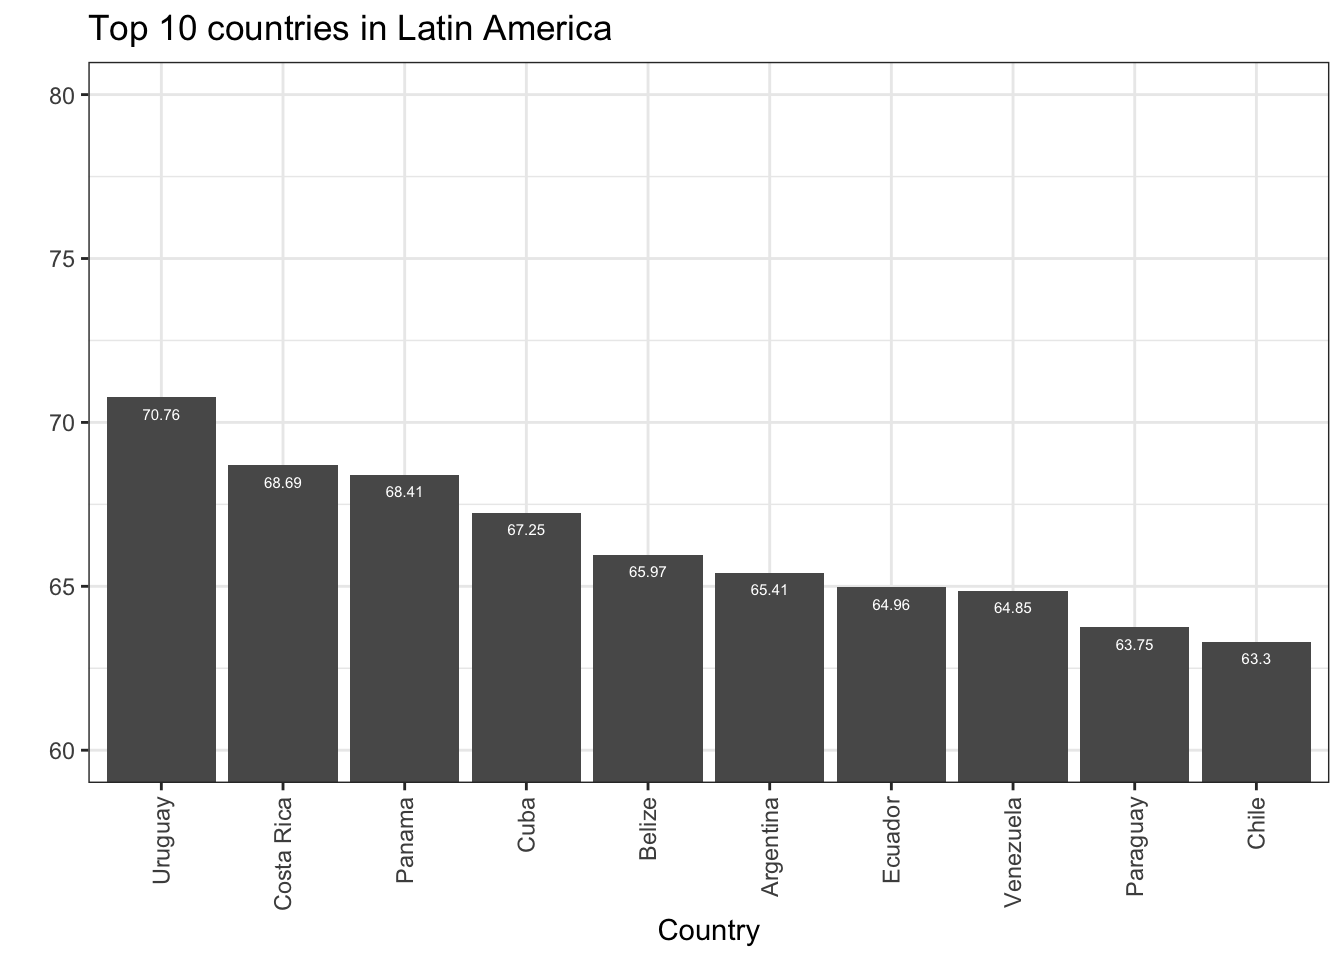 Top 10 countries in Latin America
80
75
70
65
60
70.76
68.69
68.41
67.25
65.97
65.41
64.96
64.85
63.75
63.3
Uruguay
Costa Rica
Panama
Cuba
Belize
Argentina
Ecuador
Venezuela
Paraguay
Chile
Country